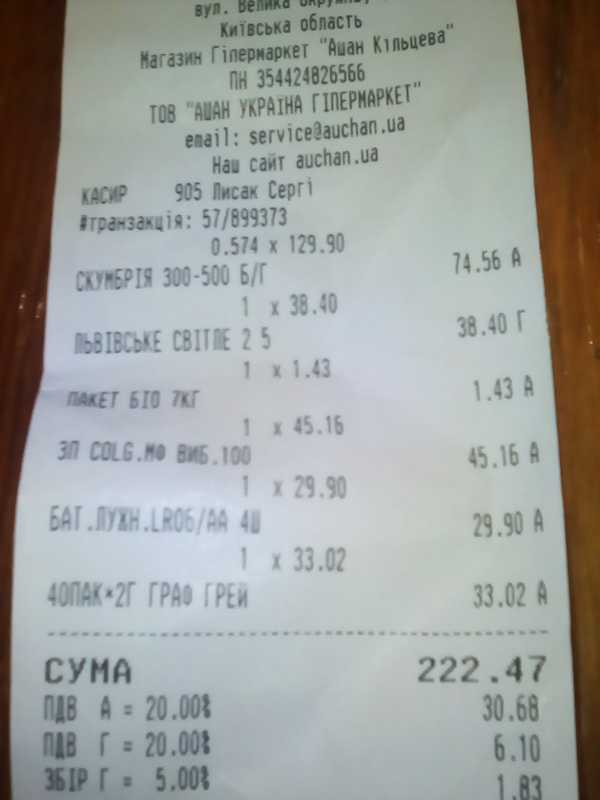 вул. Велика Окружна,
Київська область
Магазин Гіпермаркет "Ашан Кільцева"
ПН 354424826566
ТОВ "АШАН УКРАЇНА ГІПЕРМАРКЕТ"
email: service@auchan.ua
Наш сайт auchan.ua
КАСИР 905 Лисак Сергі
#транзакція: 57/899373
0.574 x 129.90
СКУМБРІЯ 300-500 Б/Г 74.56 А
1 x 38.40
ЛЬВІВСЬКЕ СВІТЛЕ 2 5 38.40 Г
1 x 1.43
ПАКЕТ БІО 7КГ 1.43 А
1 x 45.16
ЗП COLG.МФ ВИБ.100 45.16 А
1 x 29.90
БАТ.ЛУЖН.LR06/AA 4Ш 29.90 А
1 x 33.02
40ПАК*2Г ГРАФ ГРЕЙ 33.02 А
СУМА 222.47
ПДВ А = 20.00% 30.68
ПДВ Г = 20.00% 6.10
ЗБІР Г = 5.00% 1.83